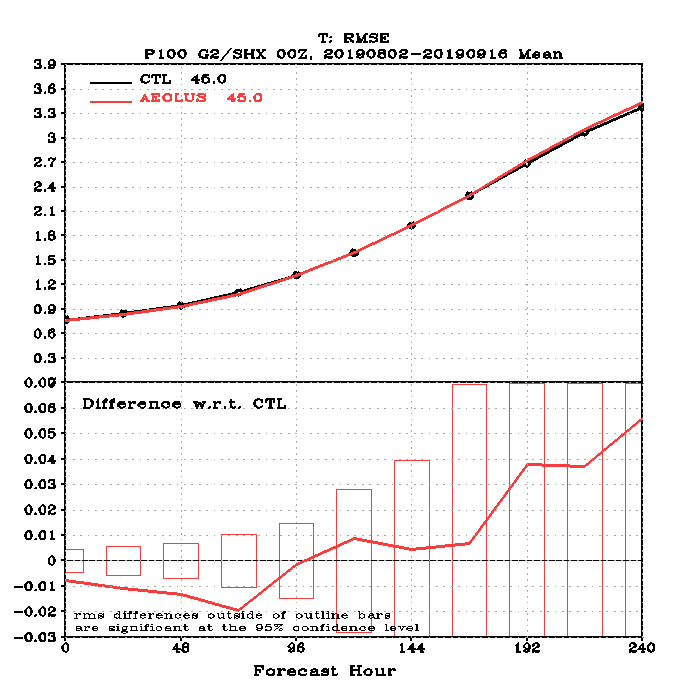 T: RMSE
P100 G2/SHX 00Z, 20190802-20190916 Mean
3.9
3.6
3.3
3
2.7
2.4
2.1
1.8
1.5
1.2
0.9
0.6
0.3
CTL 46.0
AEOLUS 45.0
0.07
0.06
0.05
0.04
0.03
0.02
0.01
0
-0.01
-0.02
-0.03
Difference w.r.t. CTL
rms differences outside of outline bars
are significant at the 95% confidence level
0 48 96 144 192 240
Forecast Hour